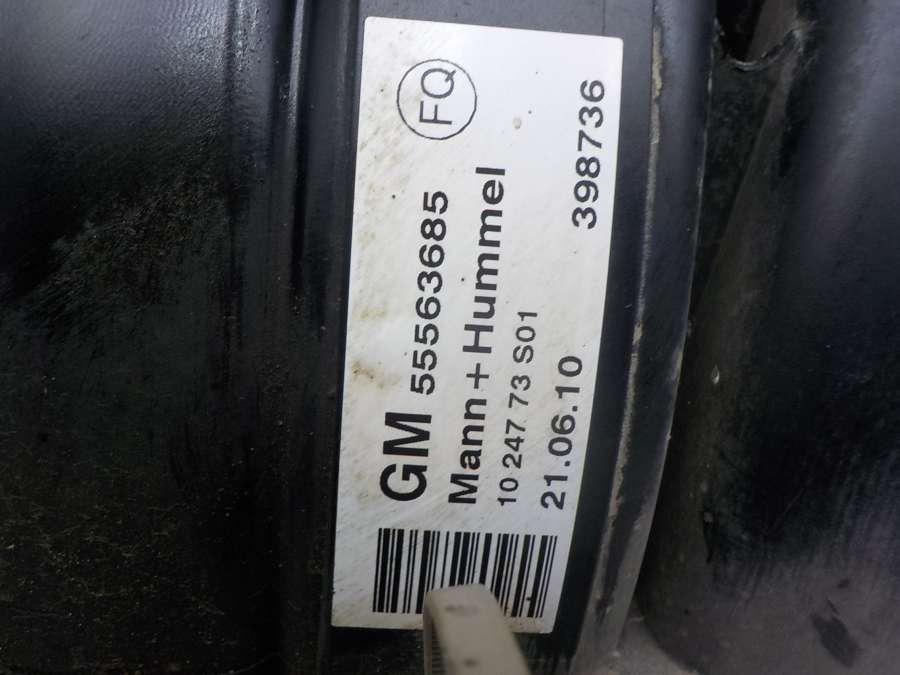 GM 55563685 FQ
Mann+Hummel
10 247 73 S01
21.06.10 398736